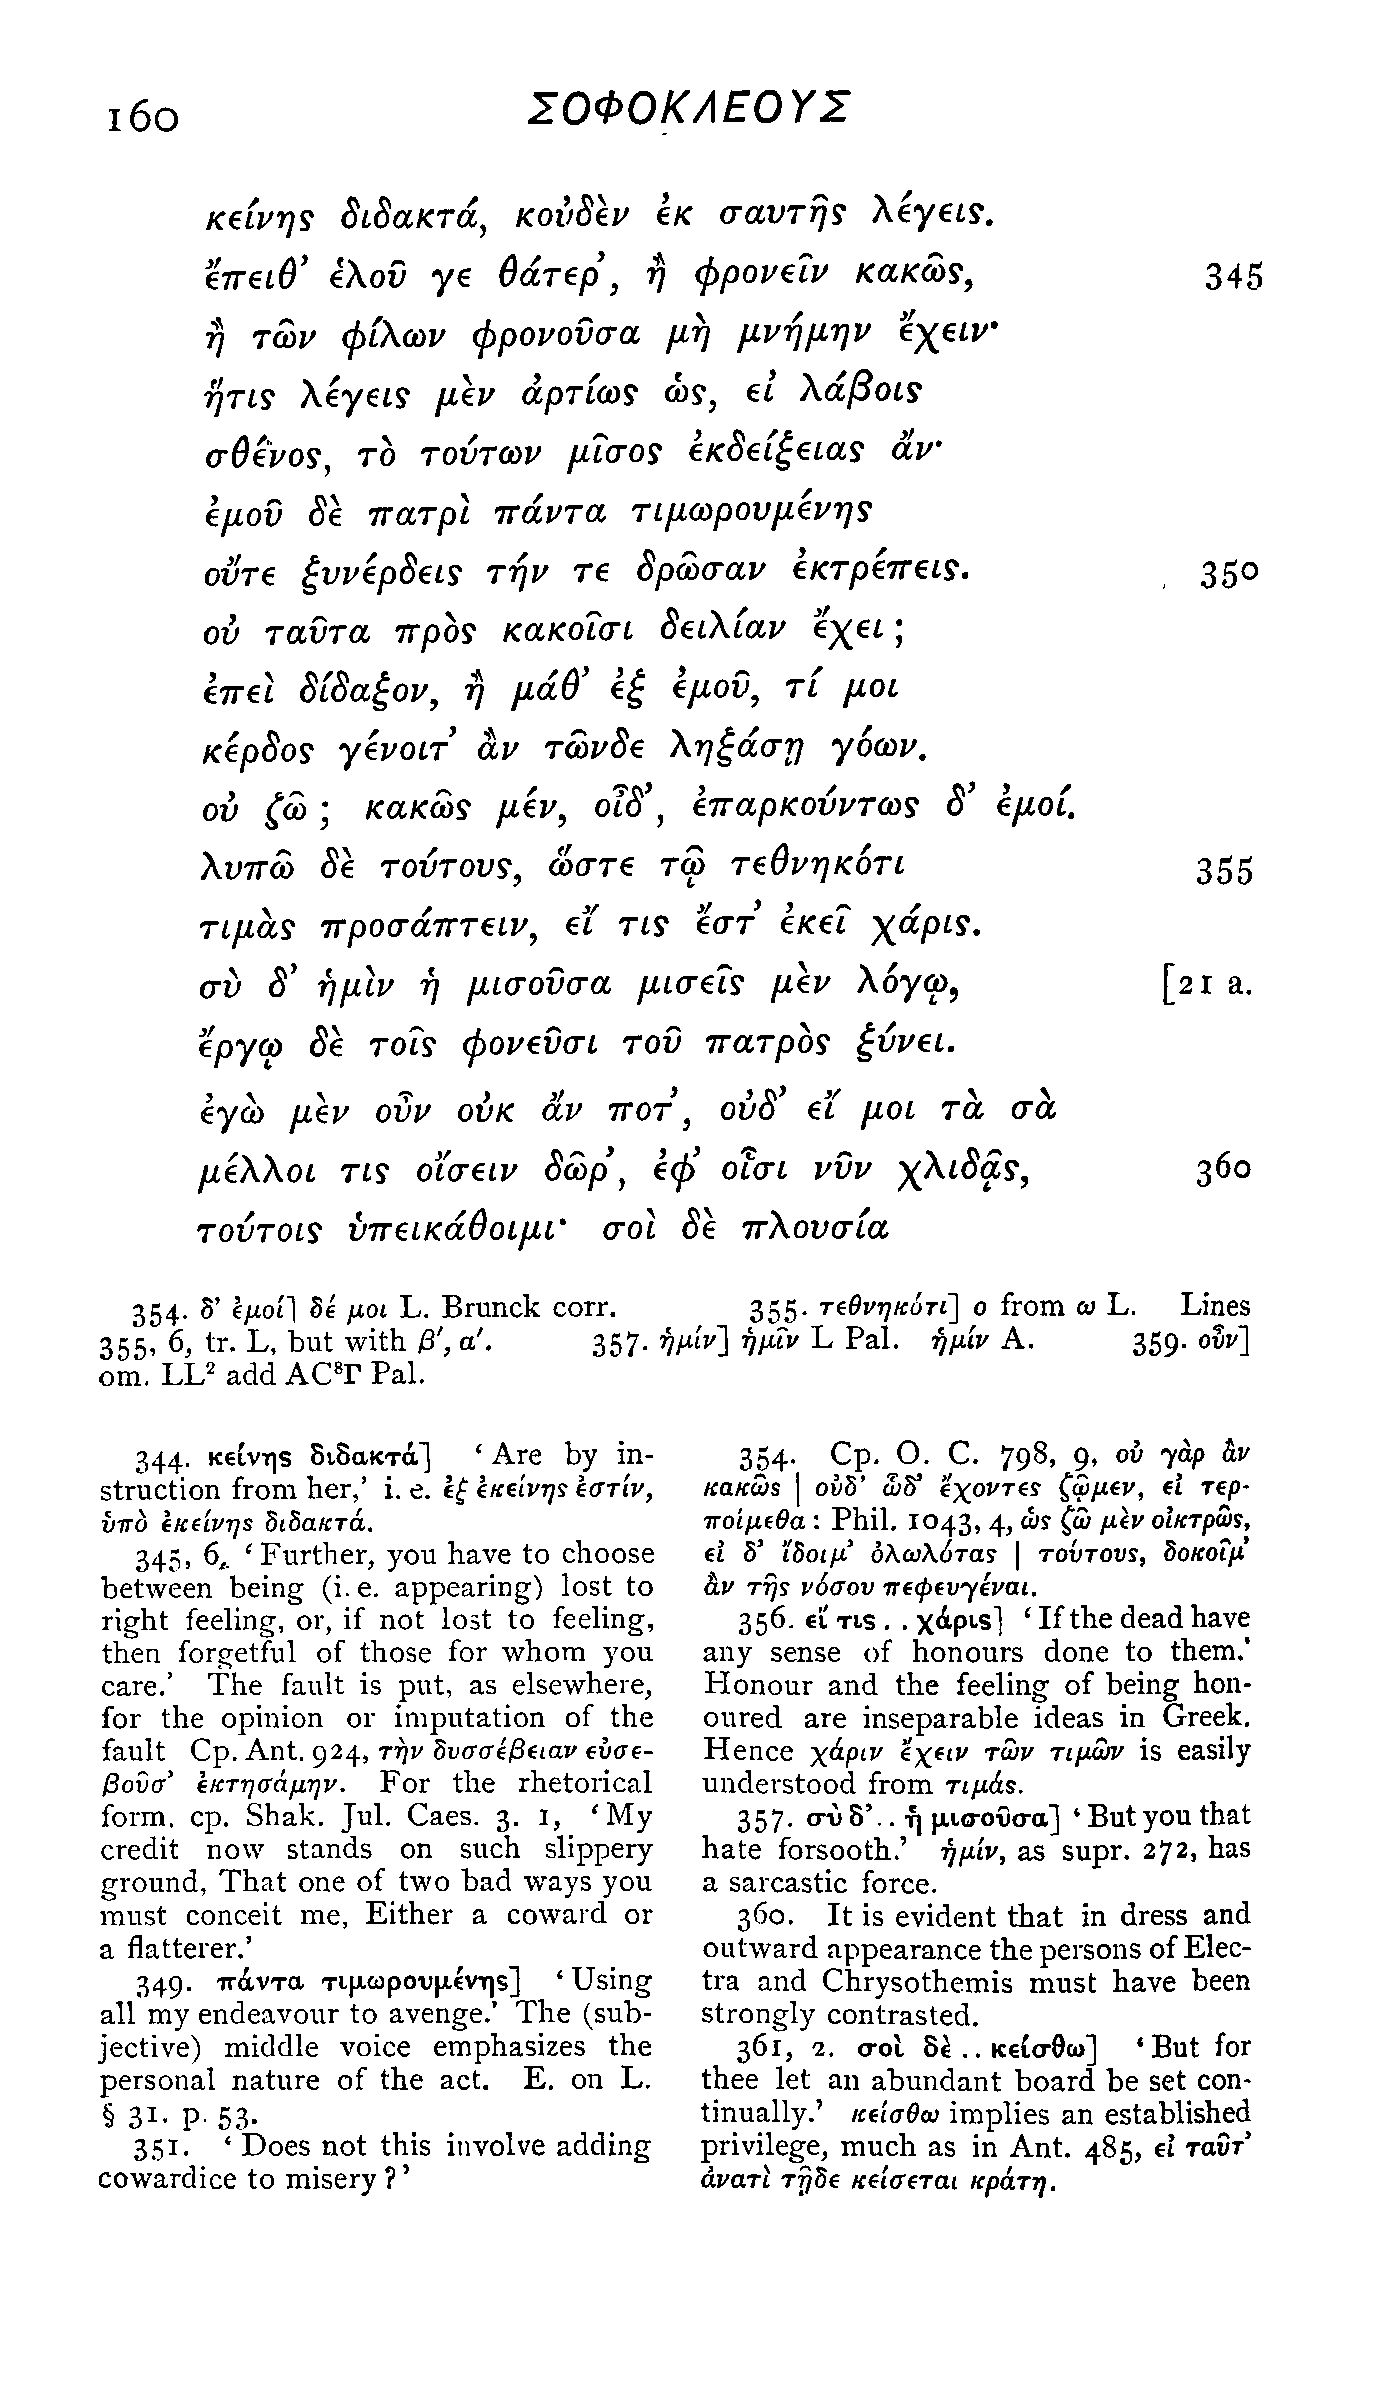 160
ΣΟΦΟΚΛΕΟΥΣ
κείνης διδακτά, κοὐδὲν ἐκ σαυτῆς λέγεις.
ἔπειθ’ ἑλοῦ γε θάτερ’, ἢ φρονεῖν κακῶς, 345
ἢ τῶν φίλων φρονοῦσα μὴ μνήμην ἔχειν·
ἥτις λέγεις μὲν ἀρτίως ὡς, εἰ λάβοις
σθένος, τὸ τούτων μῖσος ἐκδείξειας ἄν·
ἐμοῦ δὲ πατρὶ πάντα τιμωρουμένης
οὔτε ξυνέρδεις τήν τε δρῶσαν ἐκτρέπεις. 350
οὐ ταῦτα πρὸς κακοῖσι δειλίαν ἔχει;
ἐπεὶ δίδαξον, ἢ μάθ’ ἐξ ἐμοῦ, τί μοι
κέρδος γένοιτ’ ἂν τῶνδε ληξάσῃ γόων.
οὐ ζῶ; κακῶς μέν, οἶδ’, ἐπαρκούντως δ’ ἐμοί.
λυπῶ δὲ τούτους, ὥστε τῷ τεθνηκότι 355
τιμὰς προσάπτειν, εἴ τις ἔστ’ ἐκεῖ χάρις.
σὺ δ’ ἡμὶν ἡ μισοῦσα μισεῖς μὲν λόγῳ, [21 a.
ἔργῳ δὲ τοῖς φονεῦσι τοῦ πατρὸς ξύνει.
ἐγὼ μὲν οὖν οὐκ ἄν ποτ’, οὐδ’ εἴ μοι τὰ σὰ
μέλλοι τις οἴσειν δῶρ’, ἐφ’ οἷσι νῦν χλιδᾷς, 360
τούτοις ὑπεικάθοιμι· σοὶ δὲ πλουσία
354. δ’ ἐμοί] δέ μοι L. Brunck corr. 355. τεθνηκότι] ο from ω L. Lines
355, 6, tr. L, but with β’, α’. 357. ἡμίν] ἡμῖν L Pal. ἡμίν A. 359. οὖν]
om. LL² add AC⁸Γ Pal.
344. κείνης διδακτά] ‘Are by in-
struction from her,’ i. e. ἐξ ἐκείνης ἐστίν,
ὑπὸ ἐκείνης διδακτά.
345, 6. ‘Further, you have to choose
between being (i. e. appearing) lost to
right feeling, or, if not lost to feeling,
then forgetful of those for whom you
care.’ The fault is put, as elsewhere,
for the opinion or imputation of the
fault Cp. Ant. 924, τὴν δυσσέβειαν εὐσε-
βοῦσ’ ἐκτησάμην. For the rhetorical
form. cp. Shak. Jul. Caes. 3. 1, ‘My
credit now stands on such slippery
ground, That one of two bad ways you
must conceit me, Either a coward or
a flatterer.’
349. πάντα τιμωρουμένης] ‘Using
all my endeavour to avenge.’ The (sub-
jective) middle voice emphasizes the
personal nature of the act. E. on L.
§ 31. p. 53.
351. ‘Does not this involve adding
cowardice to misery?’
354. Cp. O. C. 798, 9, οὐ γὰρ ἂν
κακῶς | οὐδ’ ὧδ’ ἔχοντες ζῷμεν, εἰ τερ-
ποίμεθα: Phil. 1043, 4, ὡς ζῶ μὲν οἰκτρῶς,
εἰ δ’ ἴδοιμ’ ὀλωλότας | τούτους, δοκοῖμ’
ἂν τῆς νόσου πεφευγέναι.
356. εἴ τις . . χάρις] ‘If the dead have
any sense of honours done to them.’
Honour and the feeling of being hon-
oured are inseparable ideas in Greek.
Hence χάριν ἔχειν τῶν τιμῶν is easily
understood from τιμάς.
357. σὺ δ’ . . ἡ μισοῦσα] ‘But you that
hate forsooth.’ ἡμίν, as supr. 272, has
a sarcastic force.
360. It is evident that in dress and
outward appearance the persons of Elec-
tra and Chrysothemis must have been
strongly contrasted.
361, 2. σοὶ δὲ . . κείσθω] ‘But for
thee let an abundant board be set con-
tinually.’ κείσθω implies an established
privilege, much as in Ant. 485, εἰ ταῦτ’
ἀνατὶ τῇδε κείσεται κράτη.